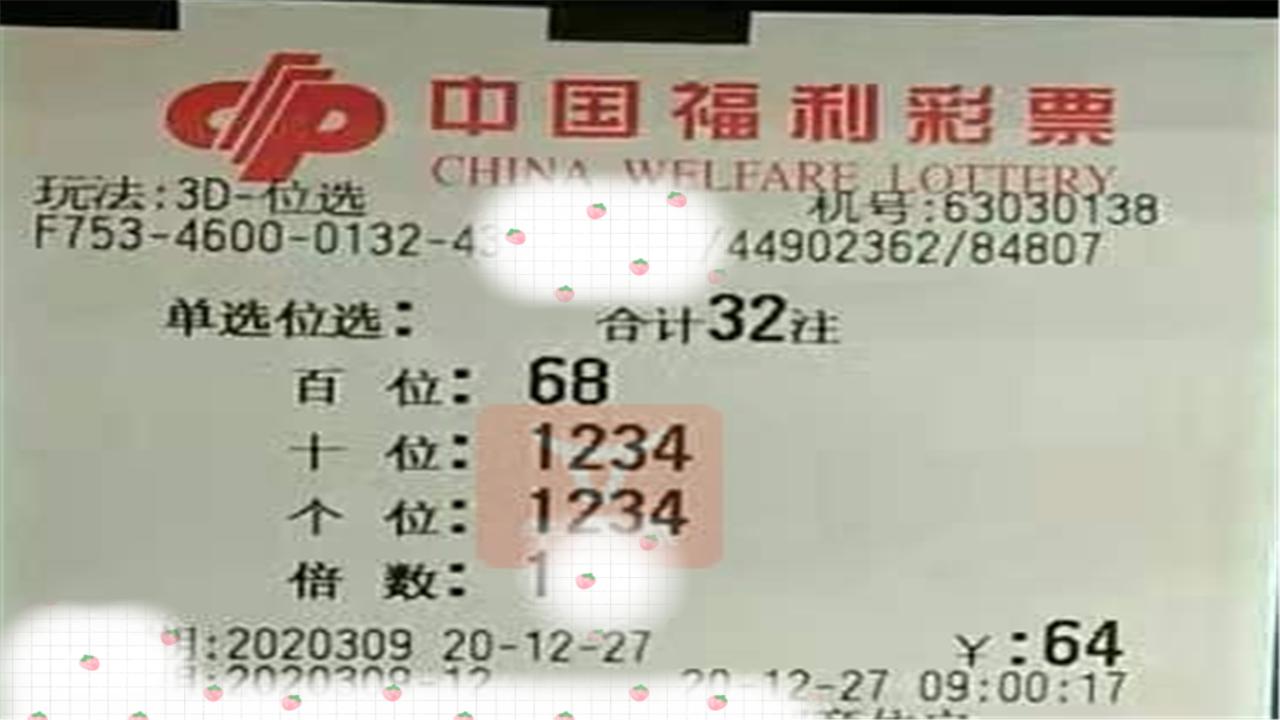 中国福利彩票
CHINA WELFARE LOTTERY
玩法:3D-位选 机号:63030138
F753-4600-0132-43 /44902362/84807
单选位选: 合计32注
百 位: 68
十 位: 1234
个 位: 1234
倍 数: 1
期:2020309 20-12-27 ¥:64
20-12-27 09:00:17